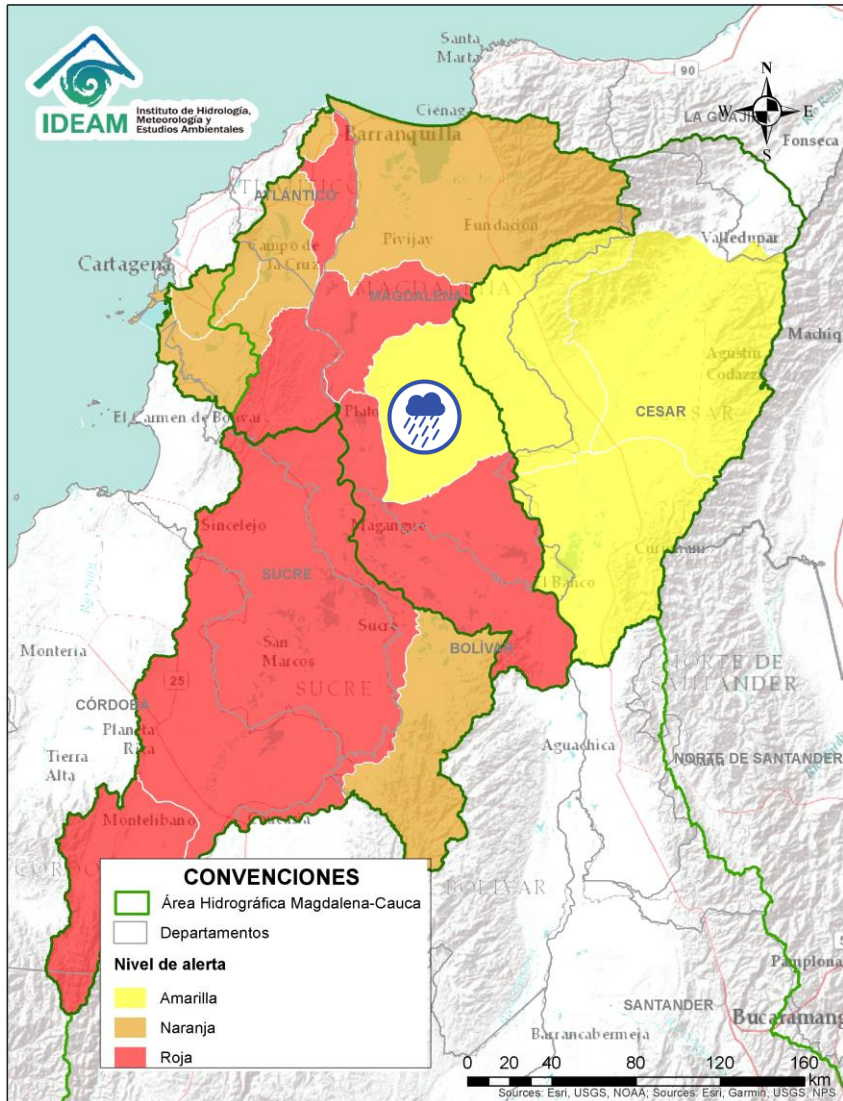 IDEAM
Instituto de Hidrología,
Meteorología y
Estudios Ambientales
Santa
Marta
90
N
W
E
S
LA GUAJI
Ciénaga
Fonseca
Barranquilla
ATLÁNTICO
Fundación
Valledupar
Pivijay
Campo de
la Cruz
Cartagena
MAGDALENA
Machiq
Agustín
Codazzi
CESAR
El Carmen de Bolívar
Plato
Sincelejo
Magangué
SUCRE
El Banco
Sucre
BOLÍVAR
Montería
San
Marcos
NORTE DE
SANTANDER
25
SUCRE
CÓRDOBA
Planeta
Rica
Aguachica
NORTE DE SANTANDER
Tierra
Alta
Montelíbano
BOLÍVAR
CONVENCIONES
Área Hidrográfica Magdalena-Cauca
Departamentos
Nivel de alerta
Amarilla
Naranja
Roja
Pamplona
SANTANDER
Bucaramang
Barrancabermeja
0 20 40 80 120 160
km
Sources: Esri, USGS, NOAA; Sources: Esri, Garmin, USGS, NPS